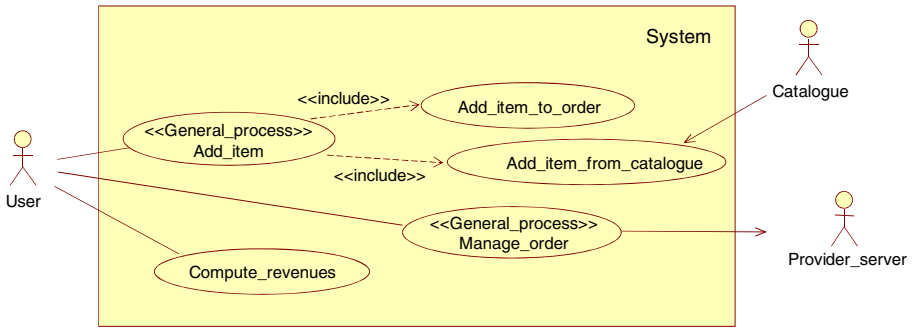 System
Catalogue
<<include>>
Add_item_to_order
<<General_process>>
Add_item
Add_item_from_catalogue
<<include>>
User
<<General_process>>
Manage_order
Provider_server
Compute_revenues